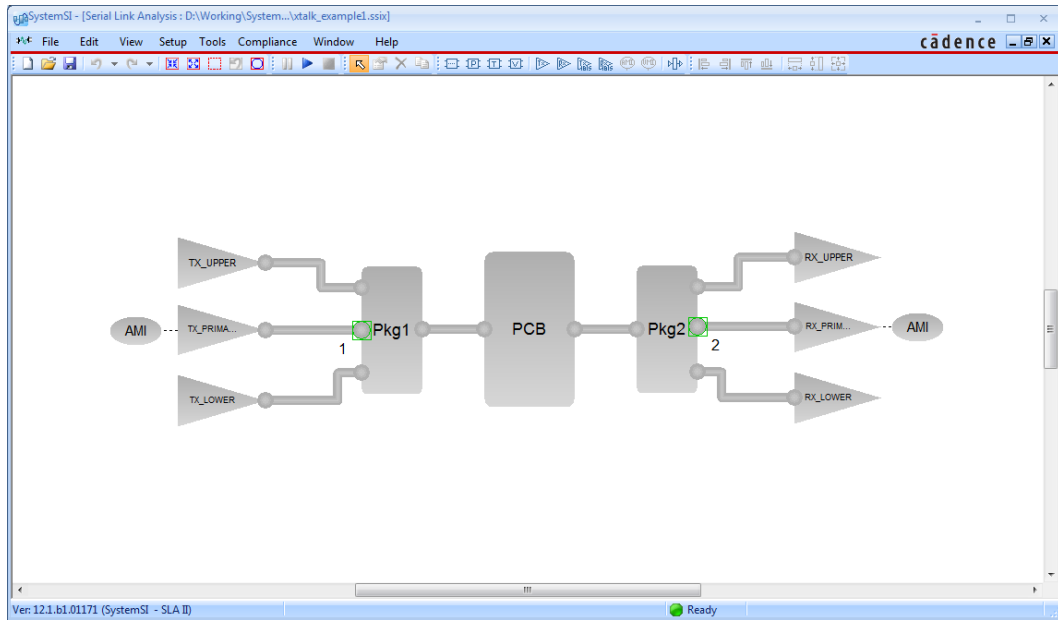 SystemSI - [Serial Link Analysis : D:\Working\System...\xtalk_example1.ssix]
File Edit View Setup Tools Compliance Window Help
cādence
TX_UPPER
RX_UPPER
AMI
TX_PRIMA...
Pkg1
PCB
Pkg2
RX_PRIM...
AMI
1
2
TX_LOWER
RX_LOWER
Ver: 12.1.b1.01171 (SystemSI - SLA II)
Ready